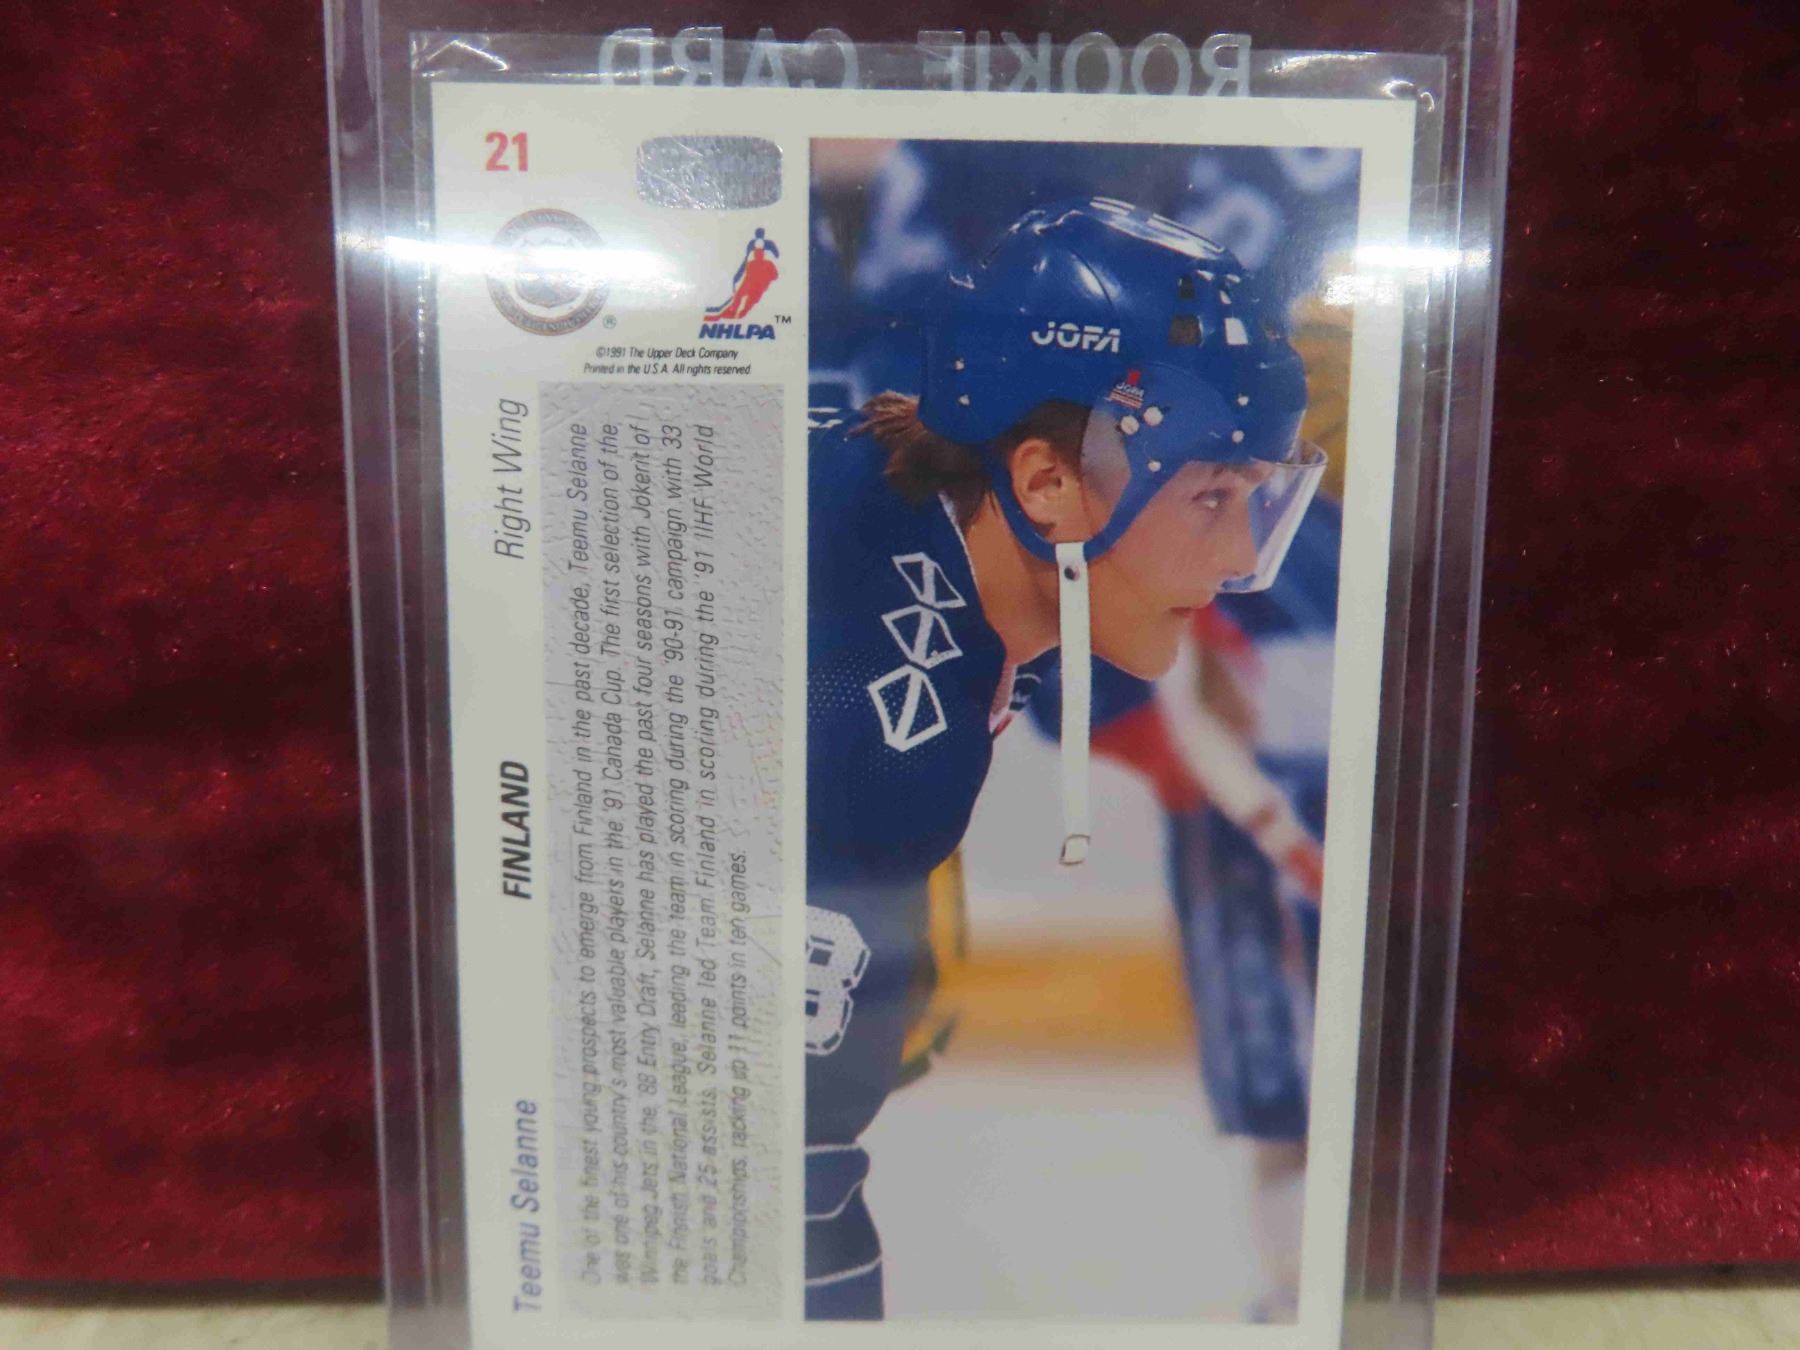 ROOKIE CARD
21
®
NHLPA™
©1991 The Upper Deck Company
Printed in the U.S.A. All rights reserved
JOFA
JOFA
8
Teemu Selanne FINLAND Right Wing
One of the finest young prospects to emerge from Finland in the past decade, Teemu Selanne
was one of his country's most valuable players in the '91 Canada Cup. The first selection of the
Winnipeg Jets in the '88 Entry Draft, Selanne has played the past four seasons with Jokerit of
the Finnish National League, leading the team in scoring during the '90-91 campaign with 33
goals and 25 assists. Selanne led Team Finland in scoring during the '91 IIHF World
Championships, racking up 11 points in ten games.